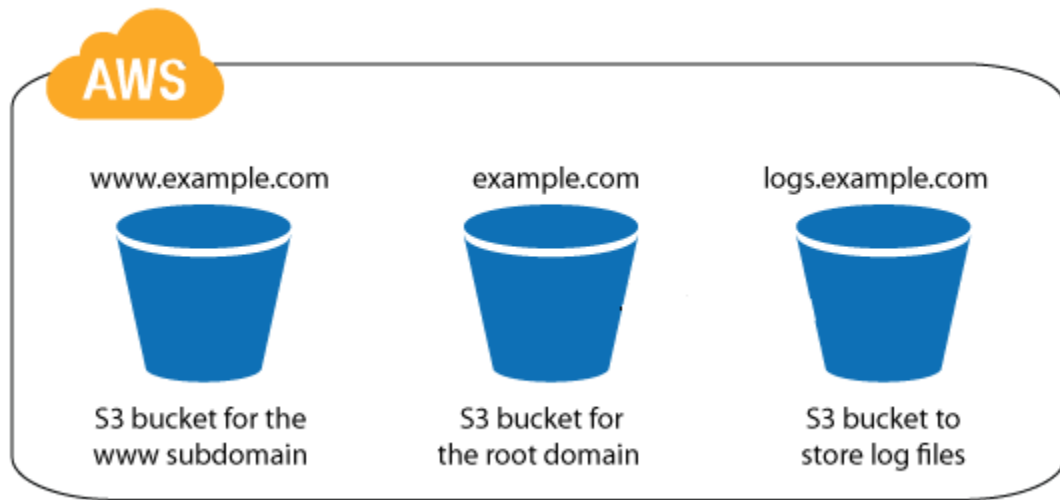 AWS
www.example.com
example.com
logs.example.com
S3 bucket for the
www subdomain
S3 bucket for
the root domain
S3 bucket to
store log files